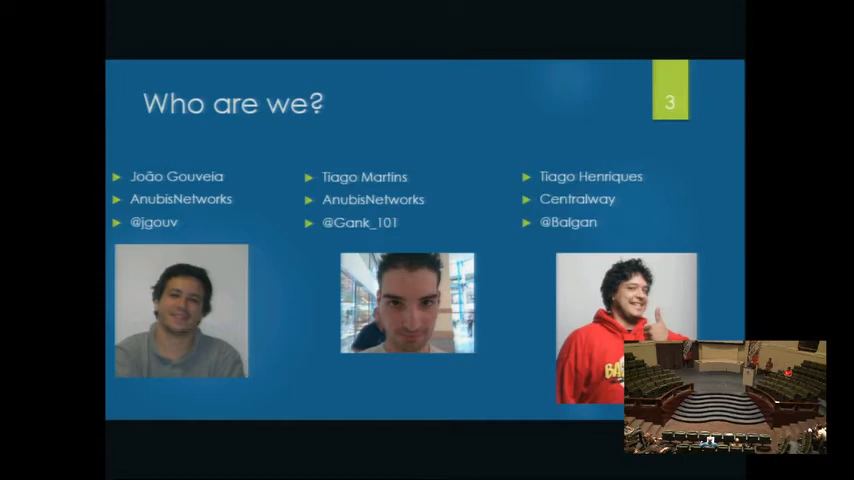 Who are we?
3
João Gouveia
AnubisNetworks
@jgouv
Tiago Martins
AnubisNetworks
@Gank_101
Tiago Henriques
Centralway
@Balgan